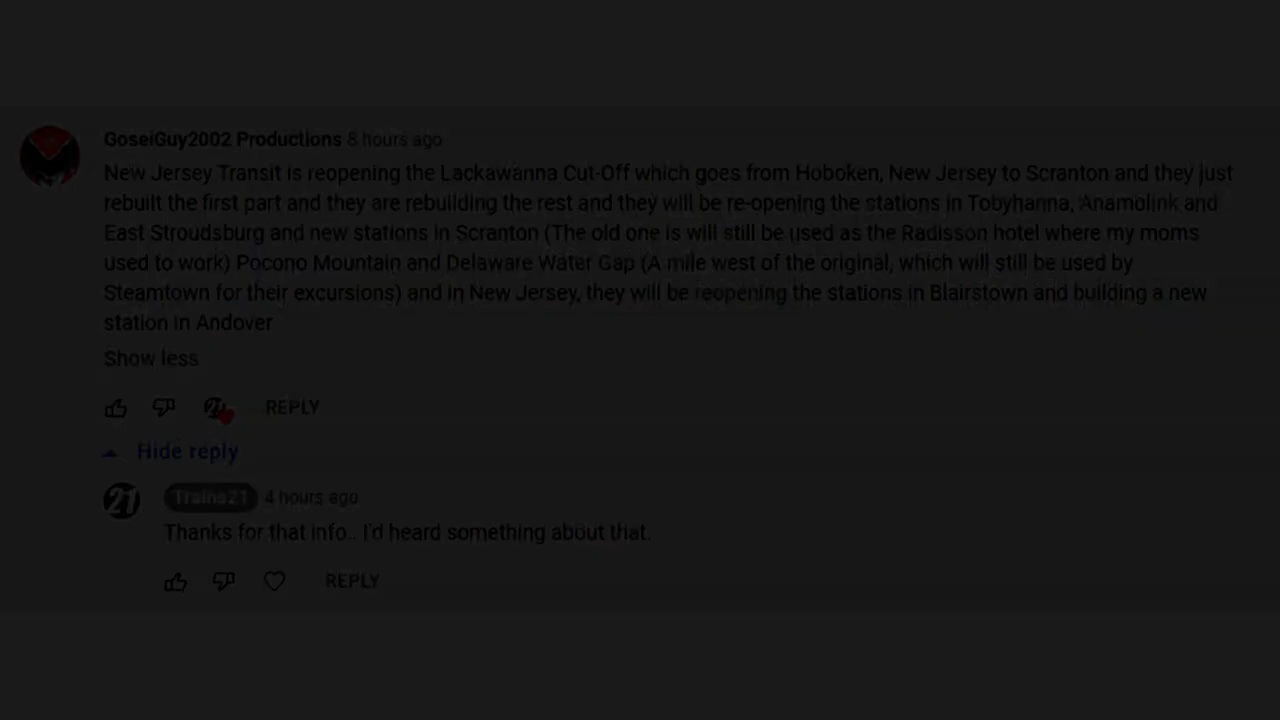 GoseiGuy2002 Productions 8 hours ago
New Jersey Transit is reopening the Lackawanna Cut-Off which goes from Hoboken, New Jersey to Scranton and they just
rebuilt the first part and they are rebuilding the rest and they will be re-opening the stations in Tobyhanna, Anamolink and
East Stroudsburg and new stations in Scranton (The old one is will still be used as the Radisson hotel where my moms
used to work) Pocono Mountain and Delaware Water Gap (A mile west of the original, which will still be used by
Steamtown for their excursions) and in New Jersey, they will be reopening the stations in Blairstown and building a new
station in Andover
Show less
21 REPLY
Hide reply
21 Trains21 4 hours ago
Thanks for that info.. I'd heard something about that.
REPLY